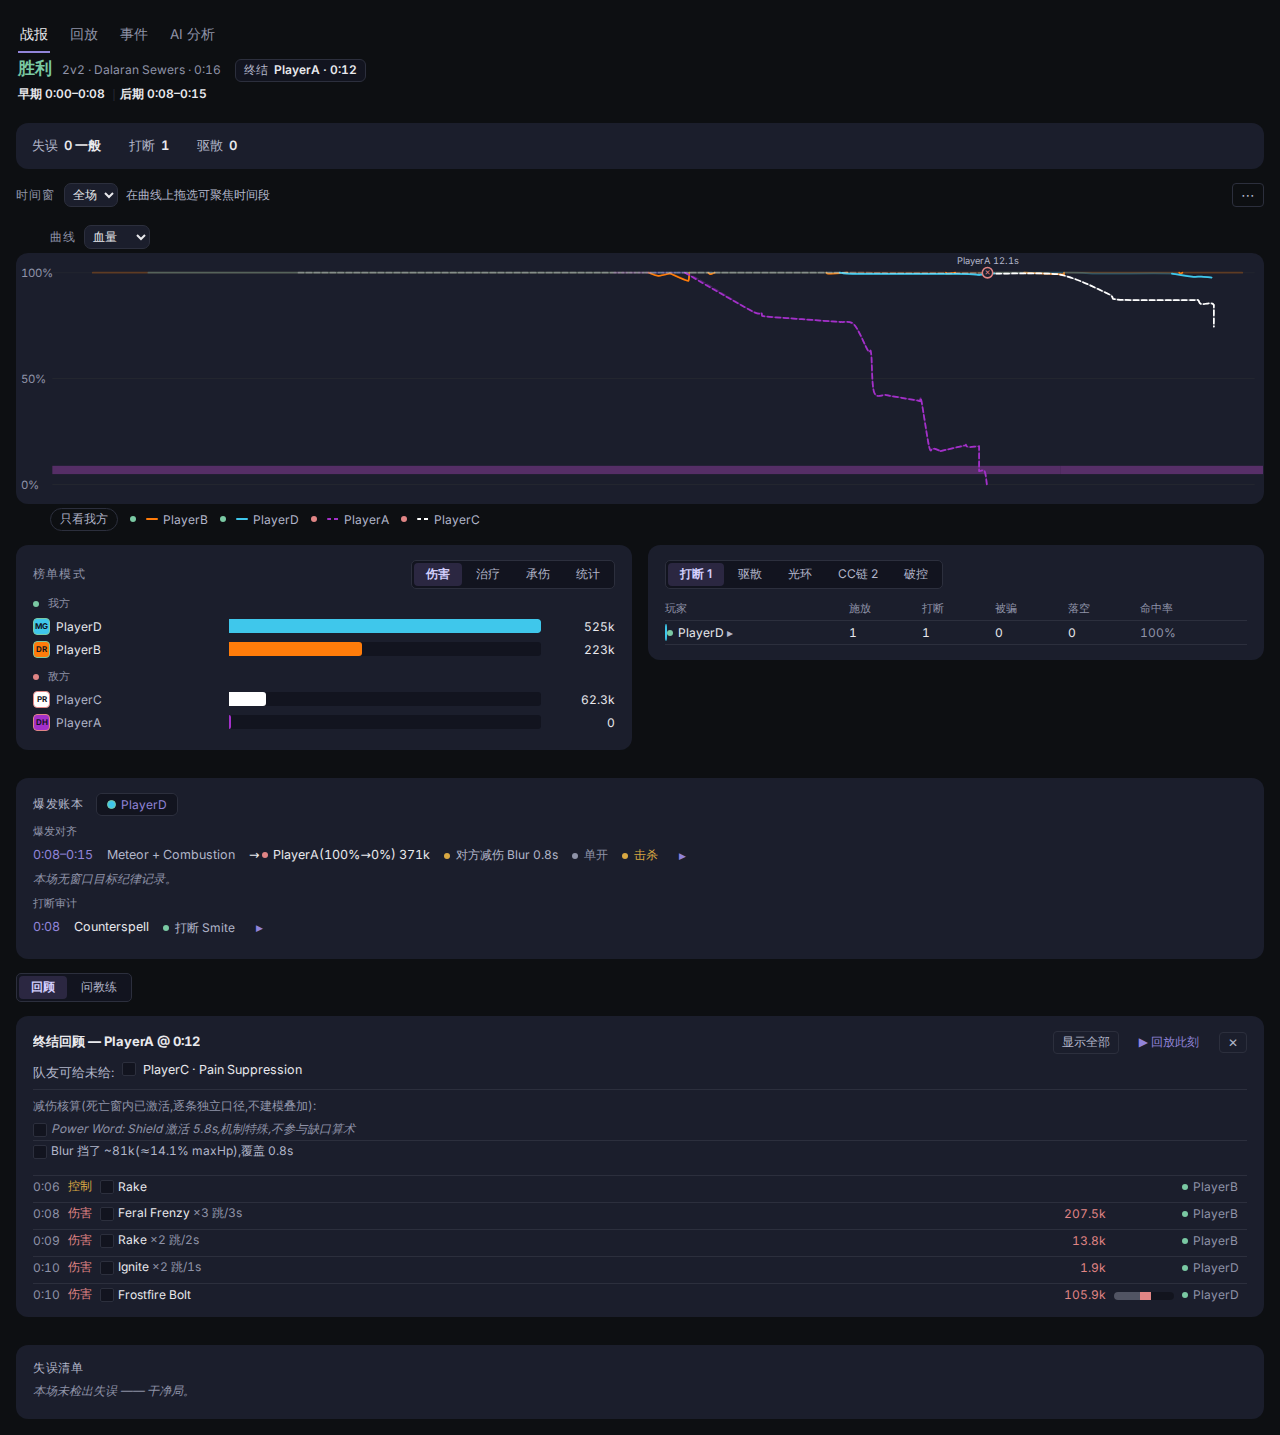 战报 回放 事件 AI 分析
胜利 2v2 · Dalaran Sewers · 0:16 终结 PlayerA · 0:12
早期 0:00–0:08 后期 0:08–0:15
失误 0 一般 打断 1 驱散 0
时间窗 全场 在曲线上拖选可聚焦时间段 ⋯
曲线 血量
PlayerA 12.1s
100%
50%
0%
只看我方 PlayerB PlayerD PlayerA PlayerC
榜单模式 伤害 治疗 承伤 统计
我方
MG PlayerD 525k
DR PlayerB 223k
敌方
PR PlayerC 62.3k
DH PlayerA 0
打断 1 驱散 光环 CC链 2 破控
玩家 施放 打断 被骗 落空 命中率
PlayerD ▸ 1 1 0 0 100%
爆发账本 PlayerD
爆发对齐
0:08–0:15 Meteor + Combustion → PlayerA(100%→0%) 371k 对方减伤 Blur 0.8s 单开 击杀 ▸
本场无窗口目标纪律记录。
打断审计
0:08 Counterspell 打断 Smite ▸
回顾 问教练
终结回顾 — PlayerA @ 0:12 显示全部 ▶ 回放此刻 ✕
队友可给未给: PlayerC · Pain Suppression
减伤核算(死亡窗内已激活,逐条独立口径,不建模叠加):
Power Word: Shield 激活 5.8s,机制特殊,不参与缺口算术
Blur 挡了 ~81k(≈14.1% maxHp),覆盖 0.8s
0:06 控制 Rake PlayerB
0:08 伤害 Feral Frenzy ×3 跳/3s 207.5k PlayerB
0:09 伤害 Rake ×2 跳/2s 13.8k PlayerB
0:10 伤害 Ignite ×2 跳/1s 1.9k PlayerD
0:10 伤害 Frostfire Bolt 105.9k PlayerD
失误清单
本场未检出失误 —— 干净局。